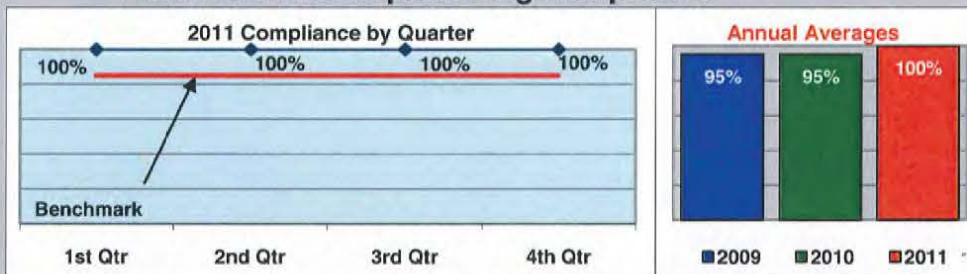 2011 Compliance by Quarter
100% 100% 100% 100%
Benchmark
1st Qtr 2nd Qtr 3rd Qtr 4th Qtr
Annual Averages
95% 95% 100%
2009 2010 2011